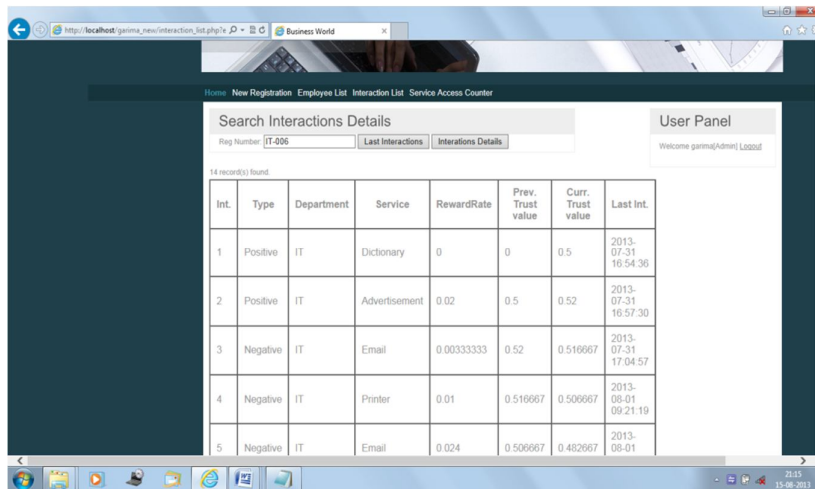 http://localhost/garima_new/interaction_list.php?e
Business World
Home New Registration Employee List Interaction List Service Access Counter
Search Interactions Details
Reg Number: IT-006 Last Interactions Interations Details
User Panel
Welcome garima[Admin] Logout
14 record(s) found.
Int. Type Department Service RewardRate Prev. Trust value Curr. Trust value Last Int.
1 Positive IT Dictionary 0 0 0.5 2013-07-31 16:54:36
2 Positive IT Advertisement 0.02 0.5 0.52 2013-07-31 16:57:30
3 Negative IT Email 0.00333333 0.52 0.516667 2013-07-31 17:04:57
4 Negative IT Printer 0.01 0.516667 0.506667 2013-08-01 09:21:19
5 Negative IT Email 0.024 0.506667 0.482667 2013-08-01
21:15
15-08-2013